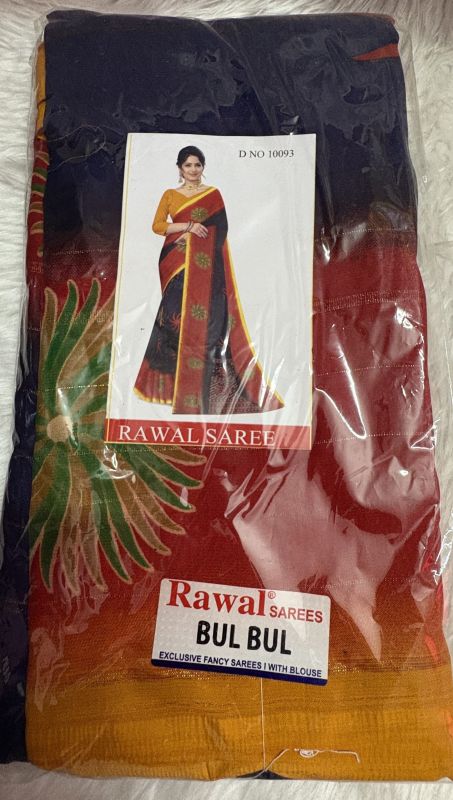 D NO 10093
RAWAL SAREE
Rawal® SAREES
BUL BUL
EXCLUSIVE FANCY SAREES I WITH BLOUSE